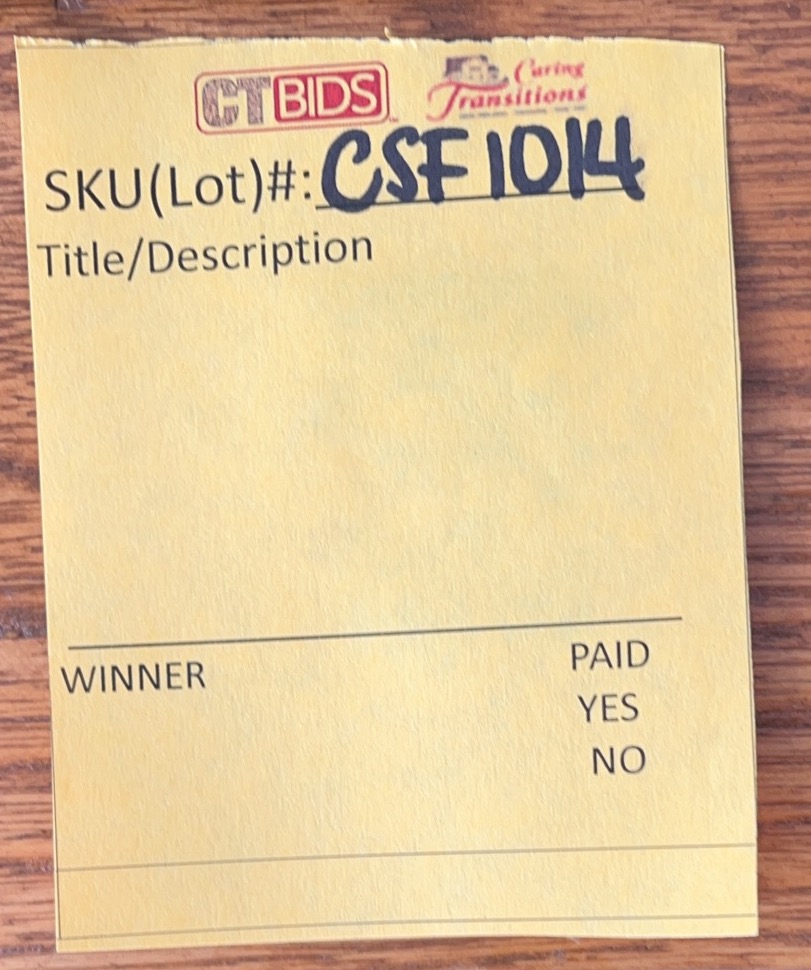 CTBIDS
Caring
Transitions
SKU(Lot)#: CSF1014
Title/Description
WINNER
PAID
YES
NO